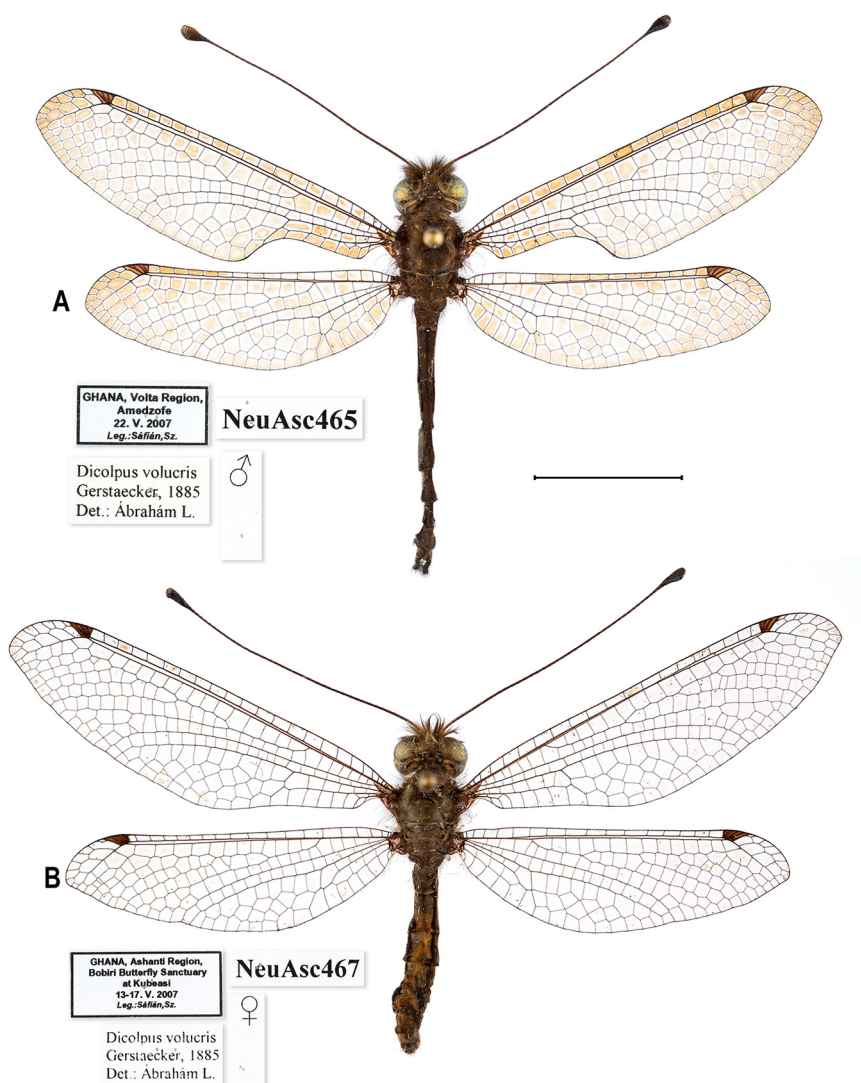 A
GHANA, Volta Region,
Amedzofe
22. V. 2007
Leg.:Sáfián,Sz.
NeuAsc465
♂
Dicolpus volucris
Gerstaecker, 1885
Det.: Ábrahám L.
B
GHANA, Ashanti Region,
Bobiri Butterfly Sanctuary
at Kubeasi
13-17. V. 2007
Leg.:Sáfián,Sz.
NeuAsc467
♀
Dicolpus volucris
Gerstaecker, 1885
Det.: Ábrahám L.